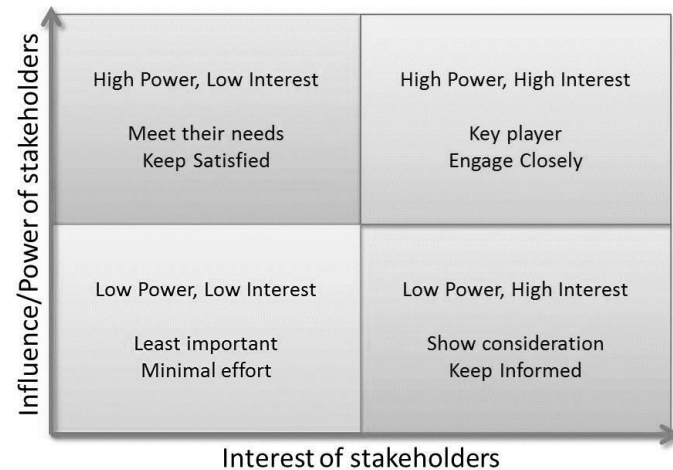 Influence/Power of stakeholders
High Power, Low Interest
Meet their needs
Keep Satisfied
High Power, High Interest
Key player
Engage Closely
Low Power, Low Interest
Least important
Minimal effort
Low Power, High Interest
Show consideration
Keep Informed
Interest of stakeholders